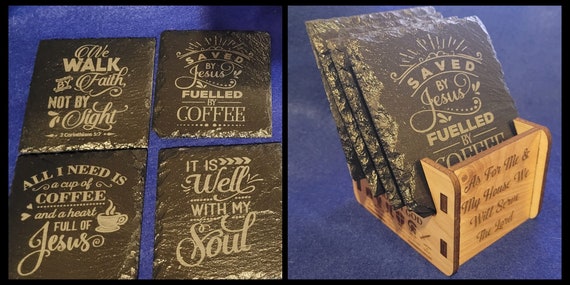 We
WALK
BY Faith,
NOT BY
Sight
2 Corinthians 5:7
SAVED
BY
Jesus
FUELLED
BY
COFFEE
ALL I NEED IS
a cup of
COFFEE
and a heart
FULL OF
Jesus
IT IS
Well
WITH MY
Soul
SAVED
BY
Jesus
FUELLED
BY
COFFEE
As For Me &
My House, We
Will Serve
The Lord